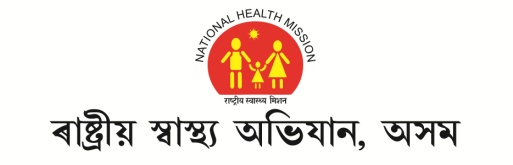 NATIONAL HEALTH MISSION
राष्ट्रीय स्वास्थ्य मिशन
ৰাষ্ট্ৰীয় স্বাস্থ্য অভিযান, অসম